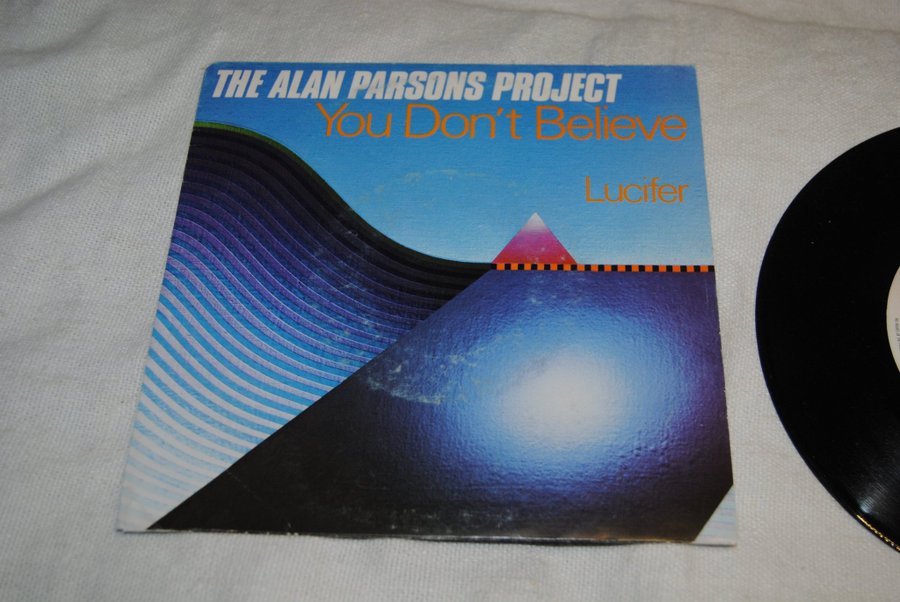 THE ALAN PARSONS PROJECT
You Don't Believe
Lucifer